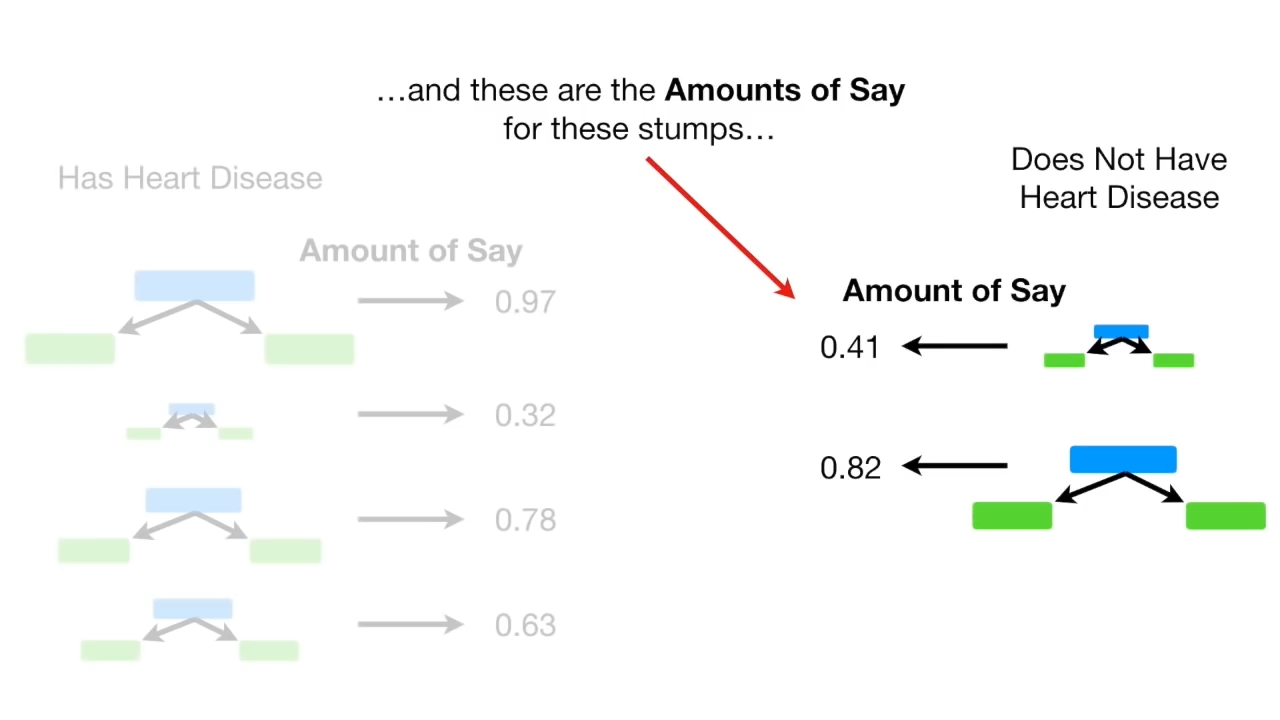 …and these are the Amounts of Say
for these stumps…
Has Heart Disease
Amount of Say
0.97
0.32
0.78
0.63
Does Not Have
Heart Disease
Amount of Say
0.41
0.82